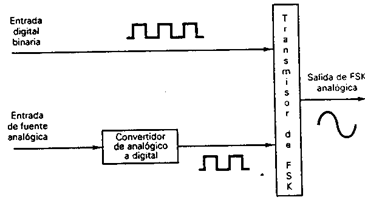 Entrada
digital
binaria
Entrada
de fuente
analógica
Convertidor
de analógico
a digital
Transmisor de FSK
Salida de FSK
analógica